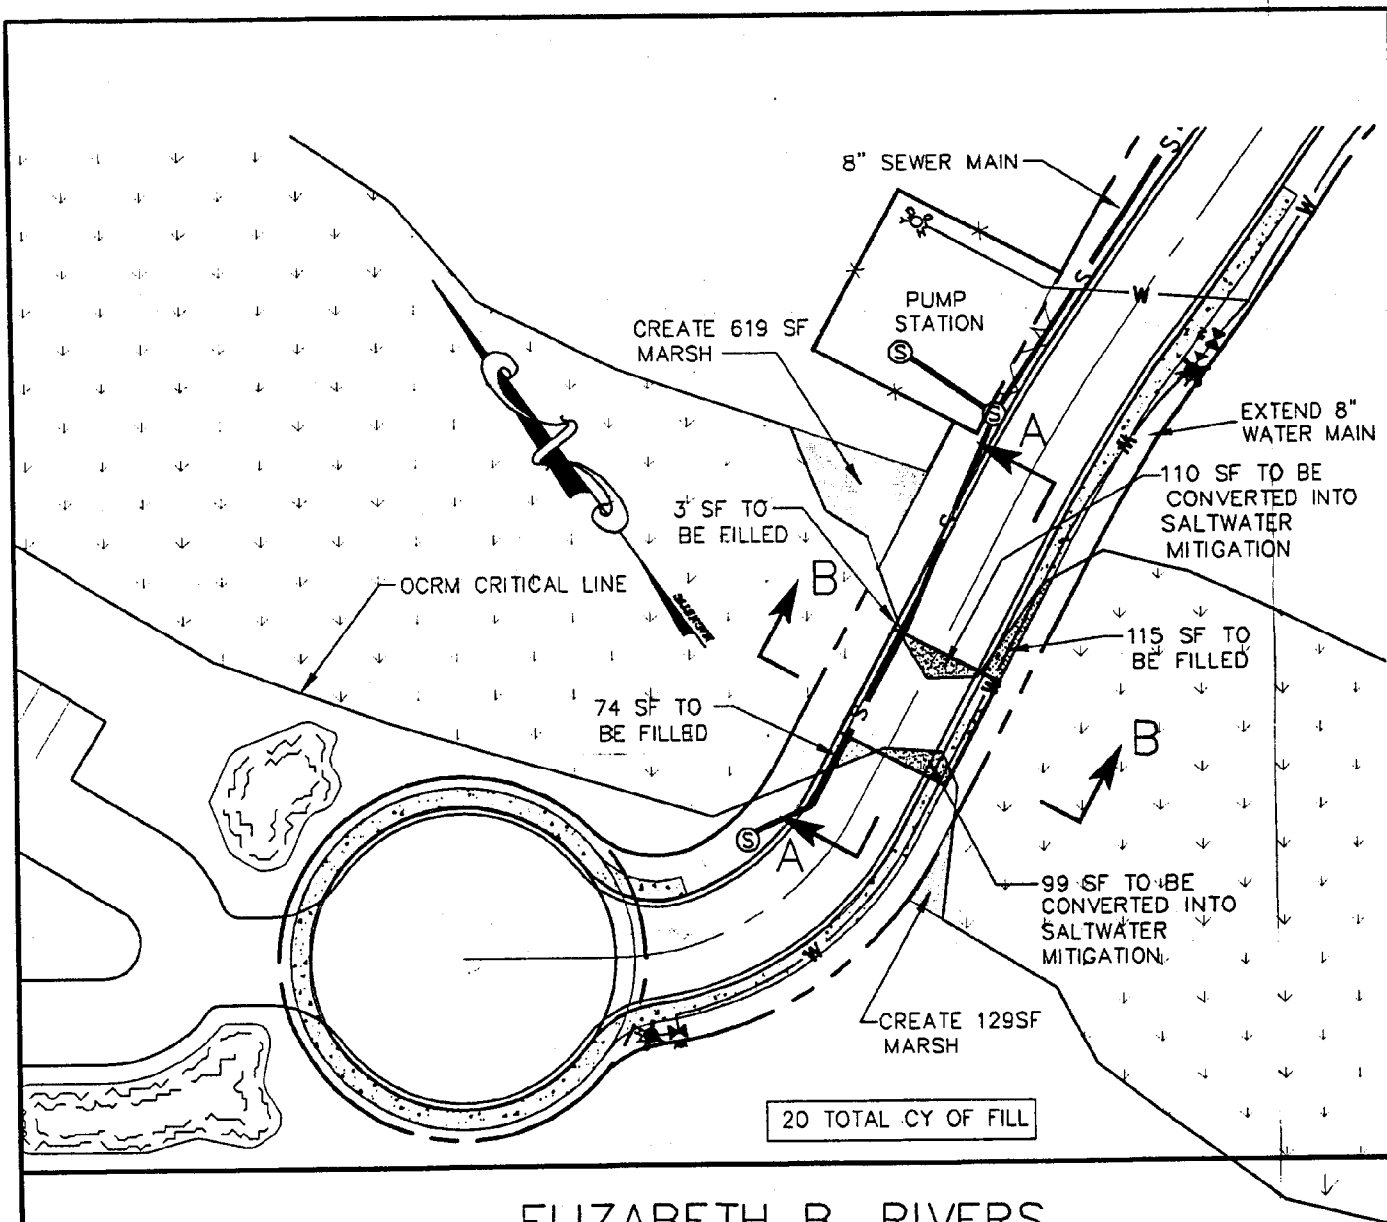 8" SEWER MAIN
S
W
PUMP
STATION
W
S
CREATE 619 SF
MARSH
S
S
A
EXTEND 8"
WATER MAIN
W
110 SF TO BE
CONVERTED INTO
SALTWATER
MITIGATION
3 SF TO
BE FILLED
S
B
OCRM CRITICAL LINE
115 SF TO
BE FILLED
W
74 SF TO
BE FILLED
S
B
S
A
99 SF TO BE
CONVERTED INTO
SALTWATER
MITIGATION
W
CREATE 129SF
MARSH
20 TOTAL CY OF FILL
ELIZABETH B. RIVERS